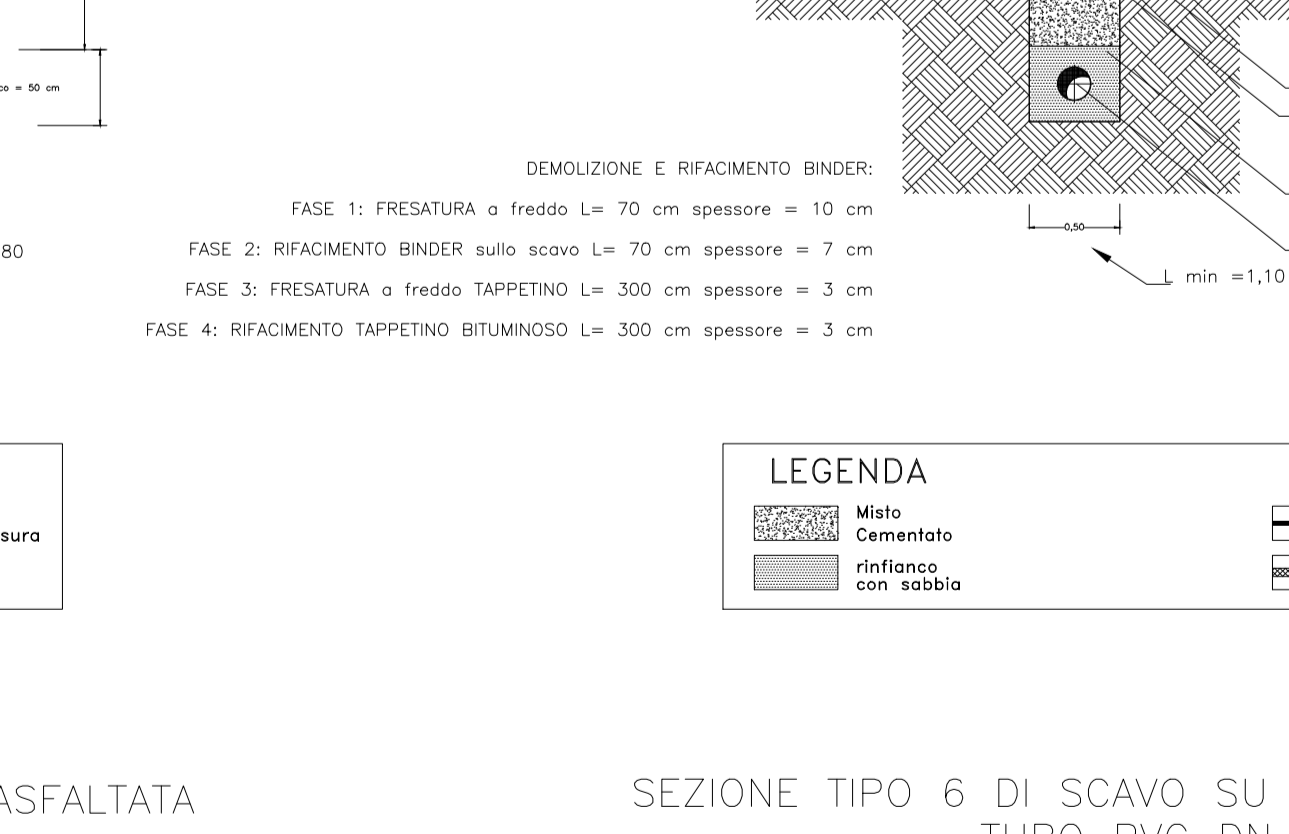 co = 50 cm
DEMOLIZIONE E RIFACIMENTO BINDER:
FASE 1: FRESATURA a freddo L= 70 cm spessore = 10 cm
80
FASE 2: RIFACIMENTO BINDER sullo scavo L= 70 cm spessore = 7 cm
FASE 3: FRESATURA a freddo TAPPETINO L= 300 cm spessore = 3 cm
FASE 4: RIFACIMENTO TAPPETINO BITUMINOSO L= 300 cm spessore = 3 cm
0,50
L min =1,10
sura
LEGENDA
Misto
Cementato
rinfianco
con sabbia
ASFALTATA
SEZIONE TIPO 6 DI SCAVO SU
TUBO PVC DN